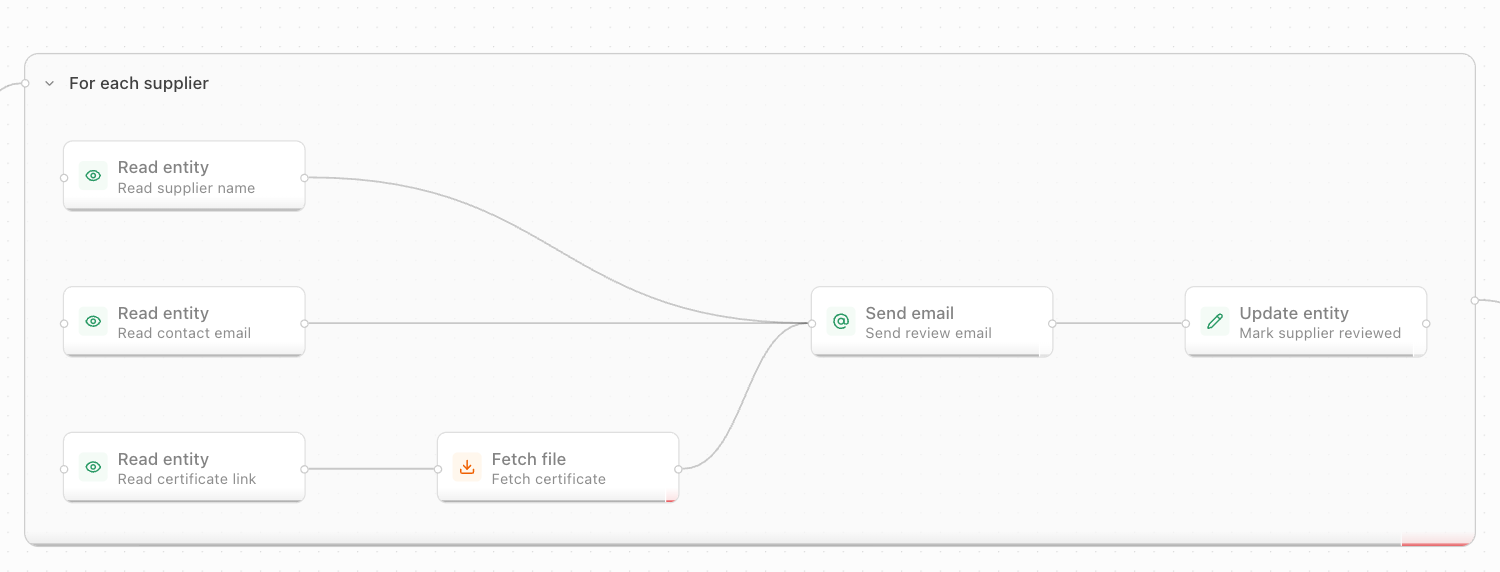 For each supplier
Read entity
Read supplier name
Read entity
Read contact email
Send email
Send review email
Update entity
Mark supplier reviewed
Read entity
Read certificate link
Fetch file
Fetch certificate